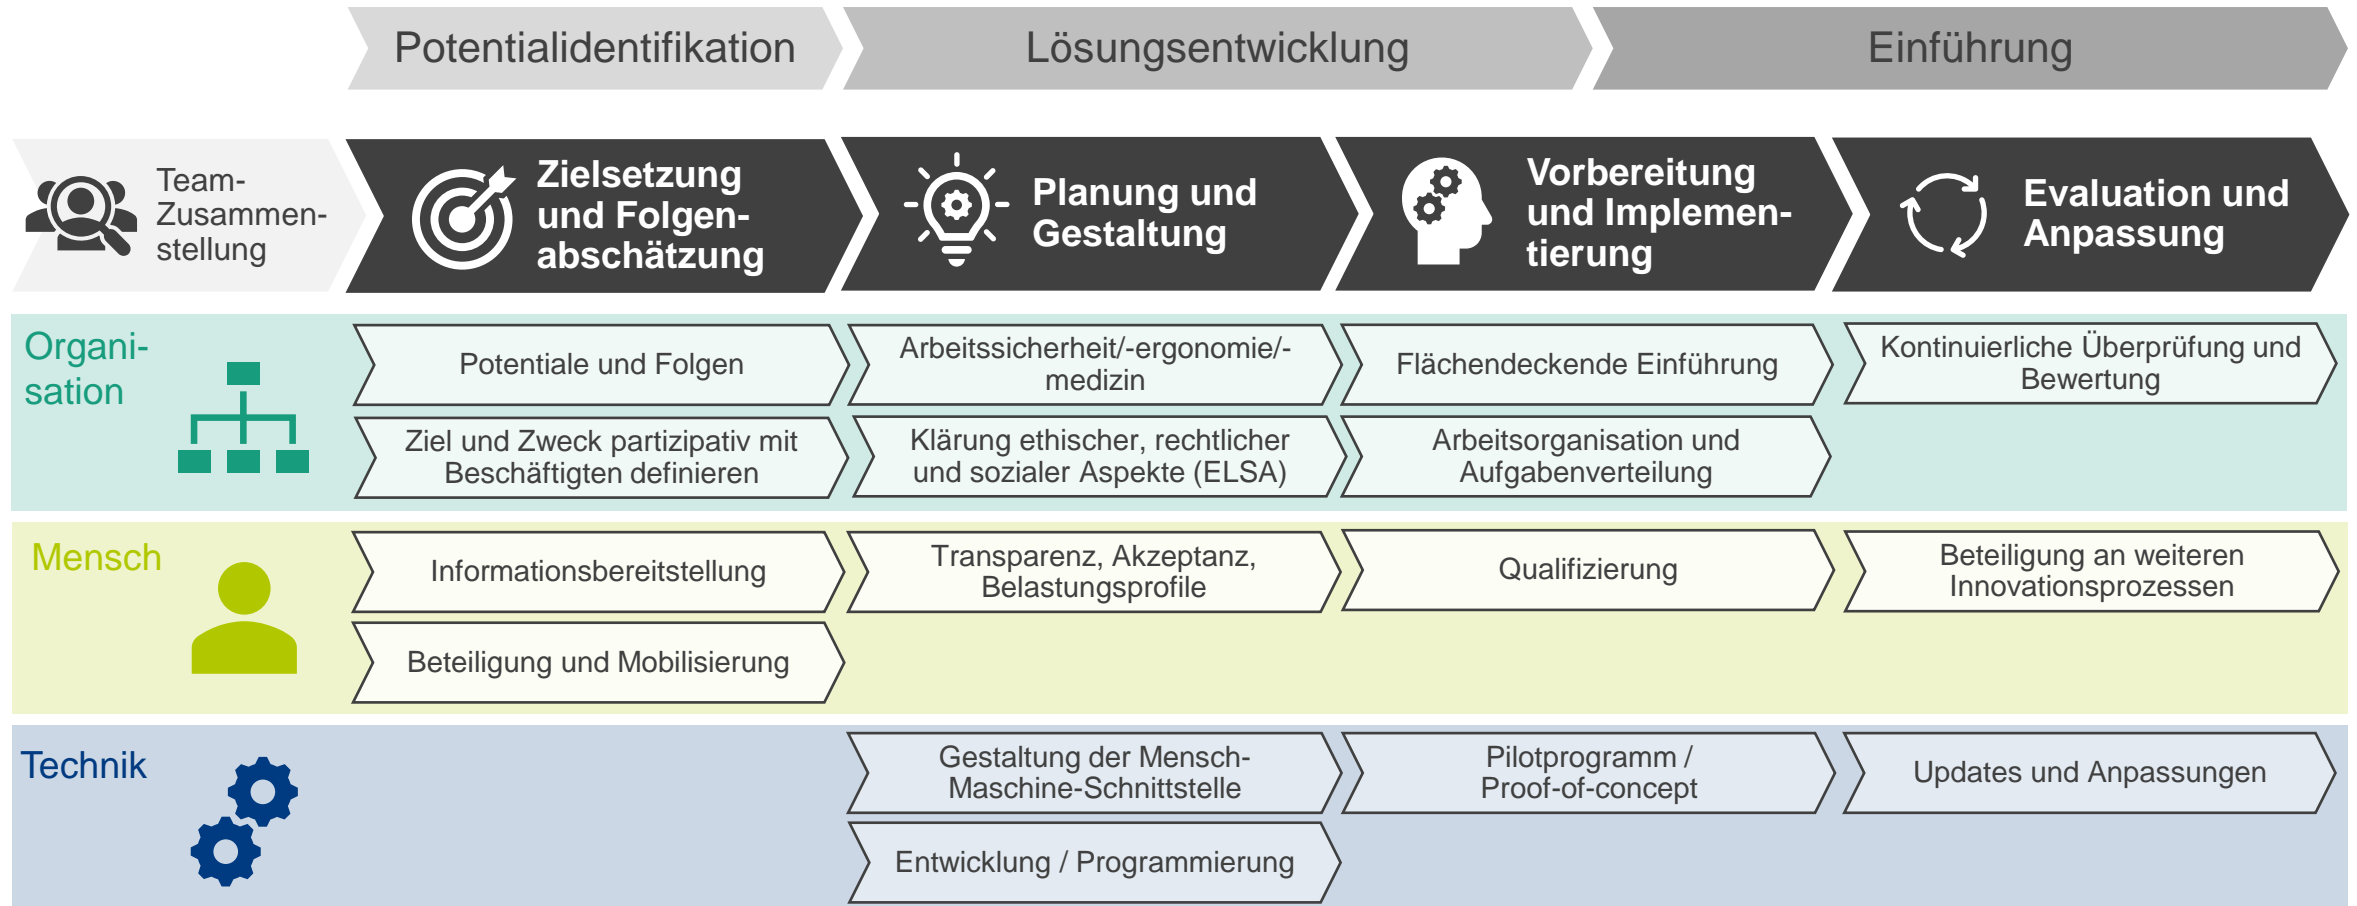 Potentialidentifikation
Lösungsentwicklung
Einführung
Team-
Zusammen-
stellung
Zielsetzung
und Folgen-
abschätzung
Planung und
Gestaltung
Vorbereitung
und Implemen-
tierung
Evaluation und
Anpassung
Organi-
sation
Potentiale und Folgen
Arbeitssicherheit/-ergonomie/-
medizin
Flächendeckende Einführung
Kontinuierliche Überprüfung und
Bewertung
Ziel und Zweck partizipativ mit
Beschäftigten definieren
Klärung ethischer, rechtlicher
und sozialer Aspekte (ELSA)
Arbeitsorganisation und
Aufgabenverteilung
Mensch
Informationsbereitstellung
Transparenz, Akzeptanz,
Belastungsprofile
Qualifizierung
Beteiligung an weiteren
Innovationsprozessen
Beteiligung und Mobilisierung
Technik
Gestaltung der Mensch-
Maschine-Schnittstelle
Pilotprogramm /
Proof-of-concept
Updates und Anpassungen
Entwicklung / Programmierung